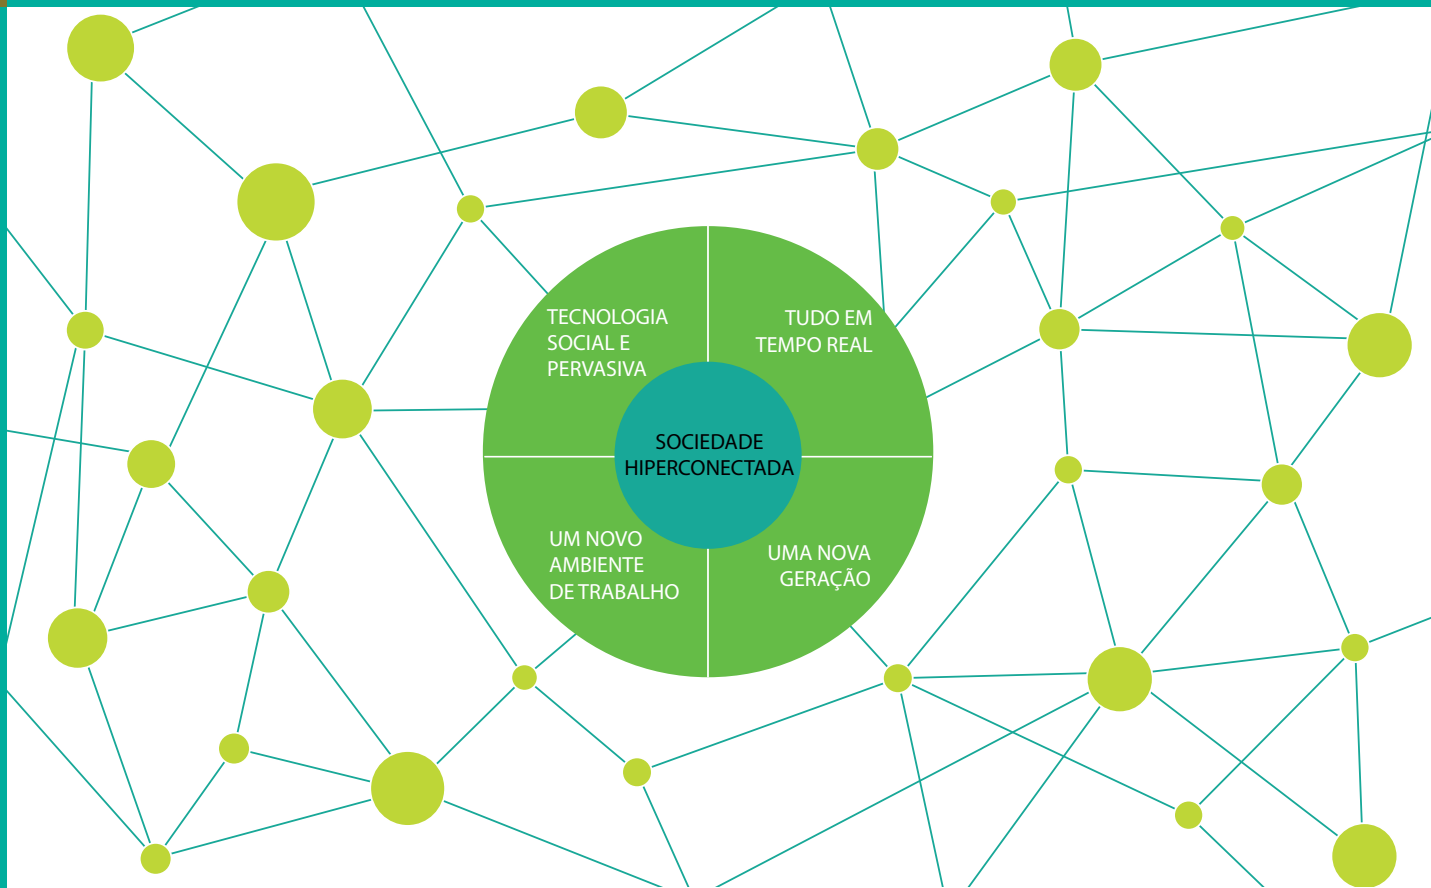 TECNOLOGIA
SOCIAL E
PERVASIVA
TUDO EM
TEMPO REAL
SOCIEDADE
HIPERCONECTADA
UM NOVO
AMBIENTE
DE TRABALHO
UMA NOVA
GERAÇÃO